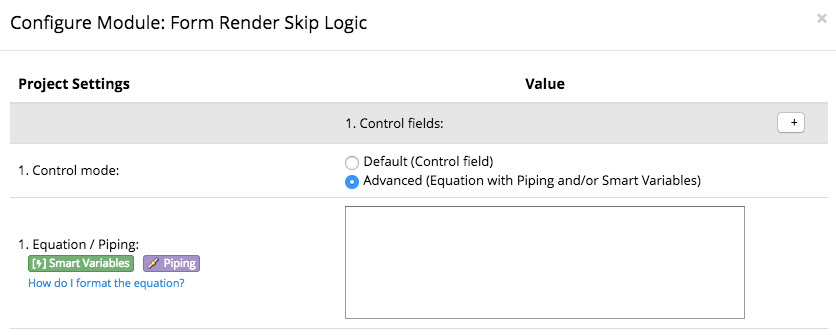 Configure Module: Form Render Skip Logic
×
Project Settings
Value
1. Control fields:
+
1. Control mode:
Default (Control field)
Advanced (Equation with Piping and/or Smart Variables)
1. Equation / Piping:
[⚡] Smart Variables
Piping
How do I format the equation?